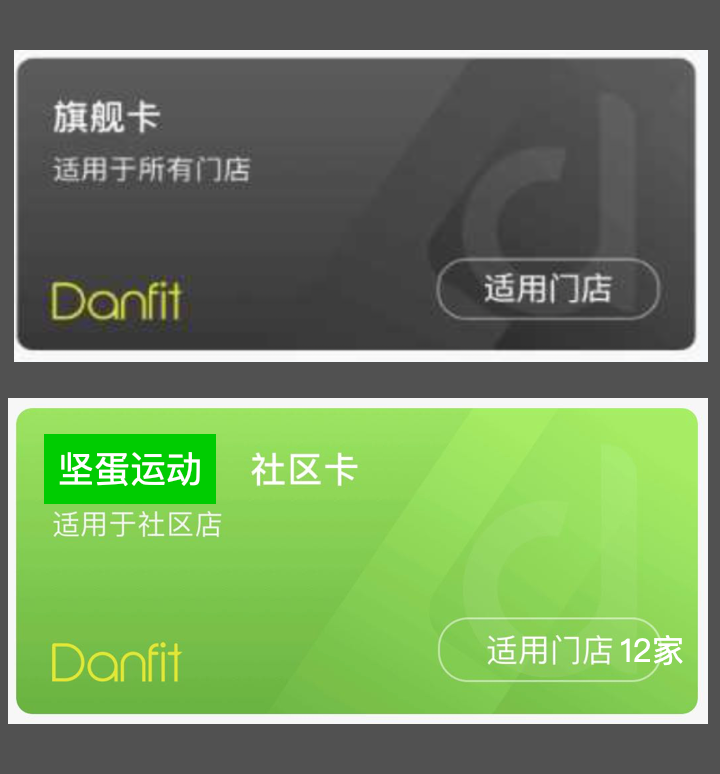 旗舰卡
适用于所有门店
Danfit
适用门店
坚蛋运动 社区卡
适用于社区店
Danfit
适用门店 12家